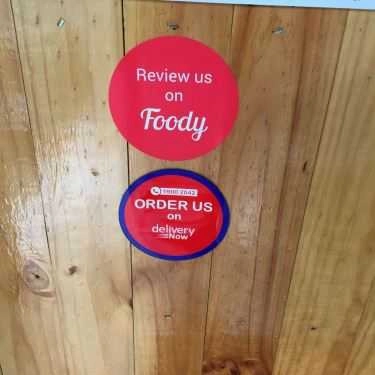 Review us
on
Foody
1900 2042
ORDER US
on
delivery
Now